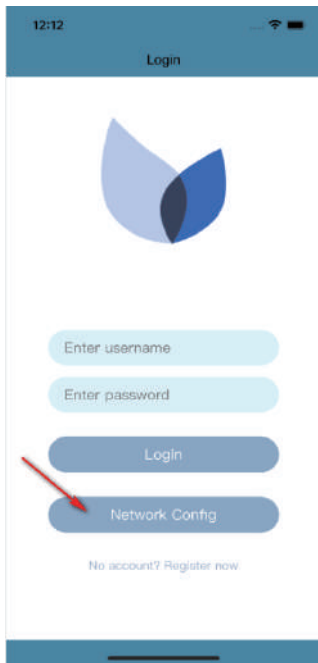 12:12
Login
Enter username
Enter password
Login
Network Config
No account? Register now